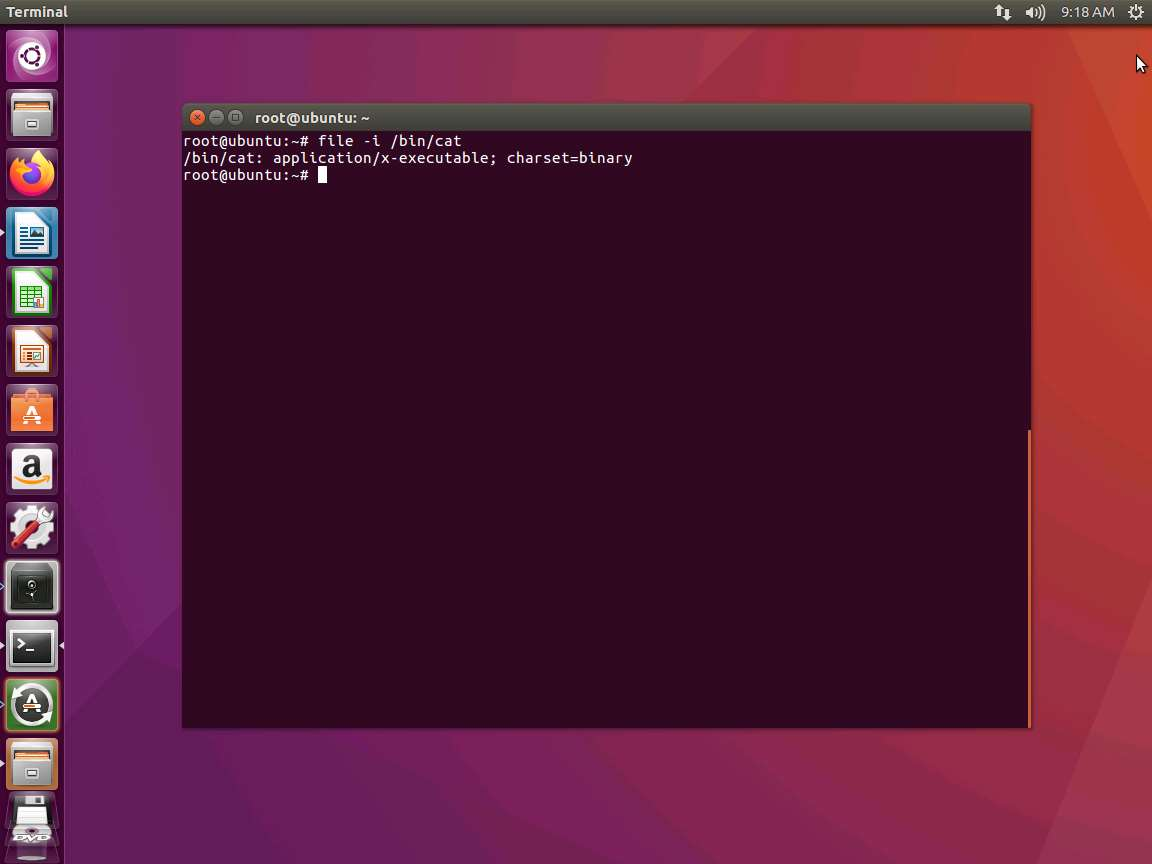 Terminal
9:18 AM
root@ubuntu: ~
root@ubuntu:~# file -i /bin/cat
/bin/cat: application/x-executable; charset=binary
root@ubuntu:~#
a
>_
DVD